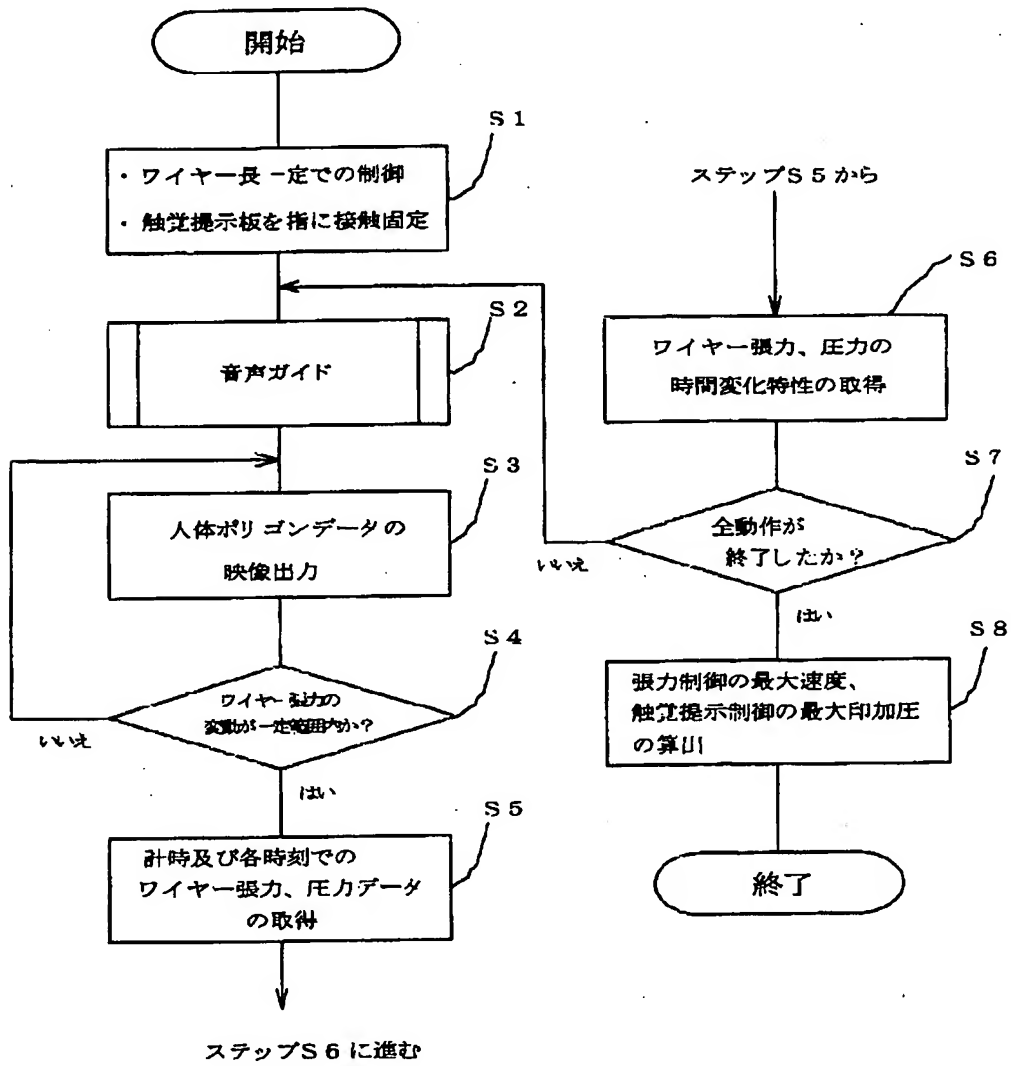 開始
S1
・ ワイヤー長一定での制御
・ 触覚提示板を指に接触固定
S2
音声ガイド
S3
人体ポリゴンデータの
映像出力
S4
ワイヤー張力の
変動が一定範囲内か?
いいえ
はい
S5
計時及び各時刻での
ワイヤー張力、圧力データ
の取得
ステップS6に進む
ステップS5から
S6
ワイヤー張力、圧力の
時間変化特性の取得
S7
全動作が
終了したか?
いいえ
はい
S8
張力制御の最大速度、
触覚提示制御の最大印加圧
の算出
終了